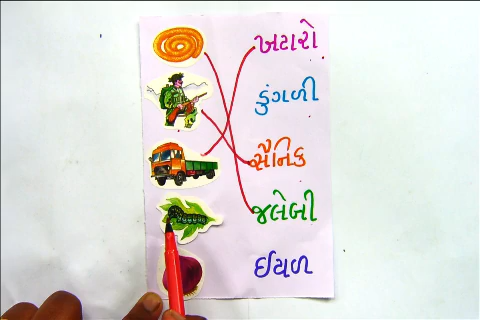 ખટારો
ડુંગળી
સૈનિક
જલેબી
ઈયળ